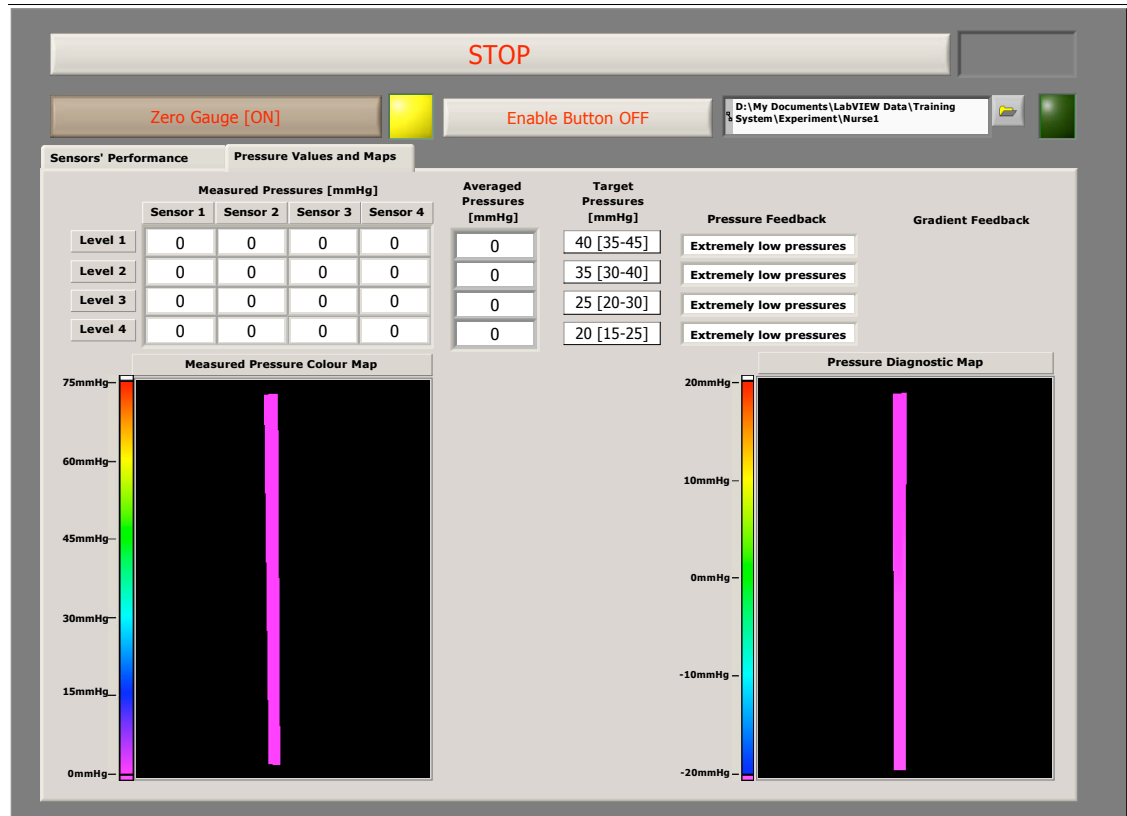 STOP
Zero Gauge [ON]
Enable Button OFF
D:\My Documents\LabVIEW Data\Training
System\Experiment\Nurse1
Sensors' Performance
Pressure Values and Maps
Measured Pressures [mmHg]
Averaged
Pressures
[mmHg]
Target
Pressures
[mmHg]
Pressure Feedback
Gradient Feedback
Sensor 1 Sensor 2 Sensor 3 Sensor 4
Level 1 0 0 0 0 0 40 [35-45] Extremely low pressures
Level 2 0 0 0 0 0 35 [30-40] Extremely low pressures
Level 3 0 0 0 0 0 25 [20-30] Extremely low pressures
Level 4 0 0 0 0 0 20 [15-25] Extremely low pressures
Measured Pressure Colour Map
75mmHg
60mmHg
45mmHg
30mmHg
15mmHg
0mmHg
Pressure Diagnostic Map
20mmHg
10mmHg
0mmHg
-10mmHg
-20mmHg